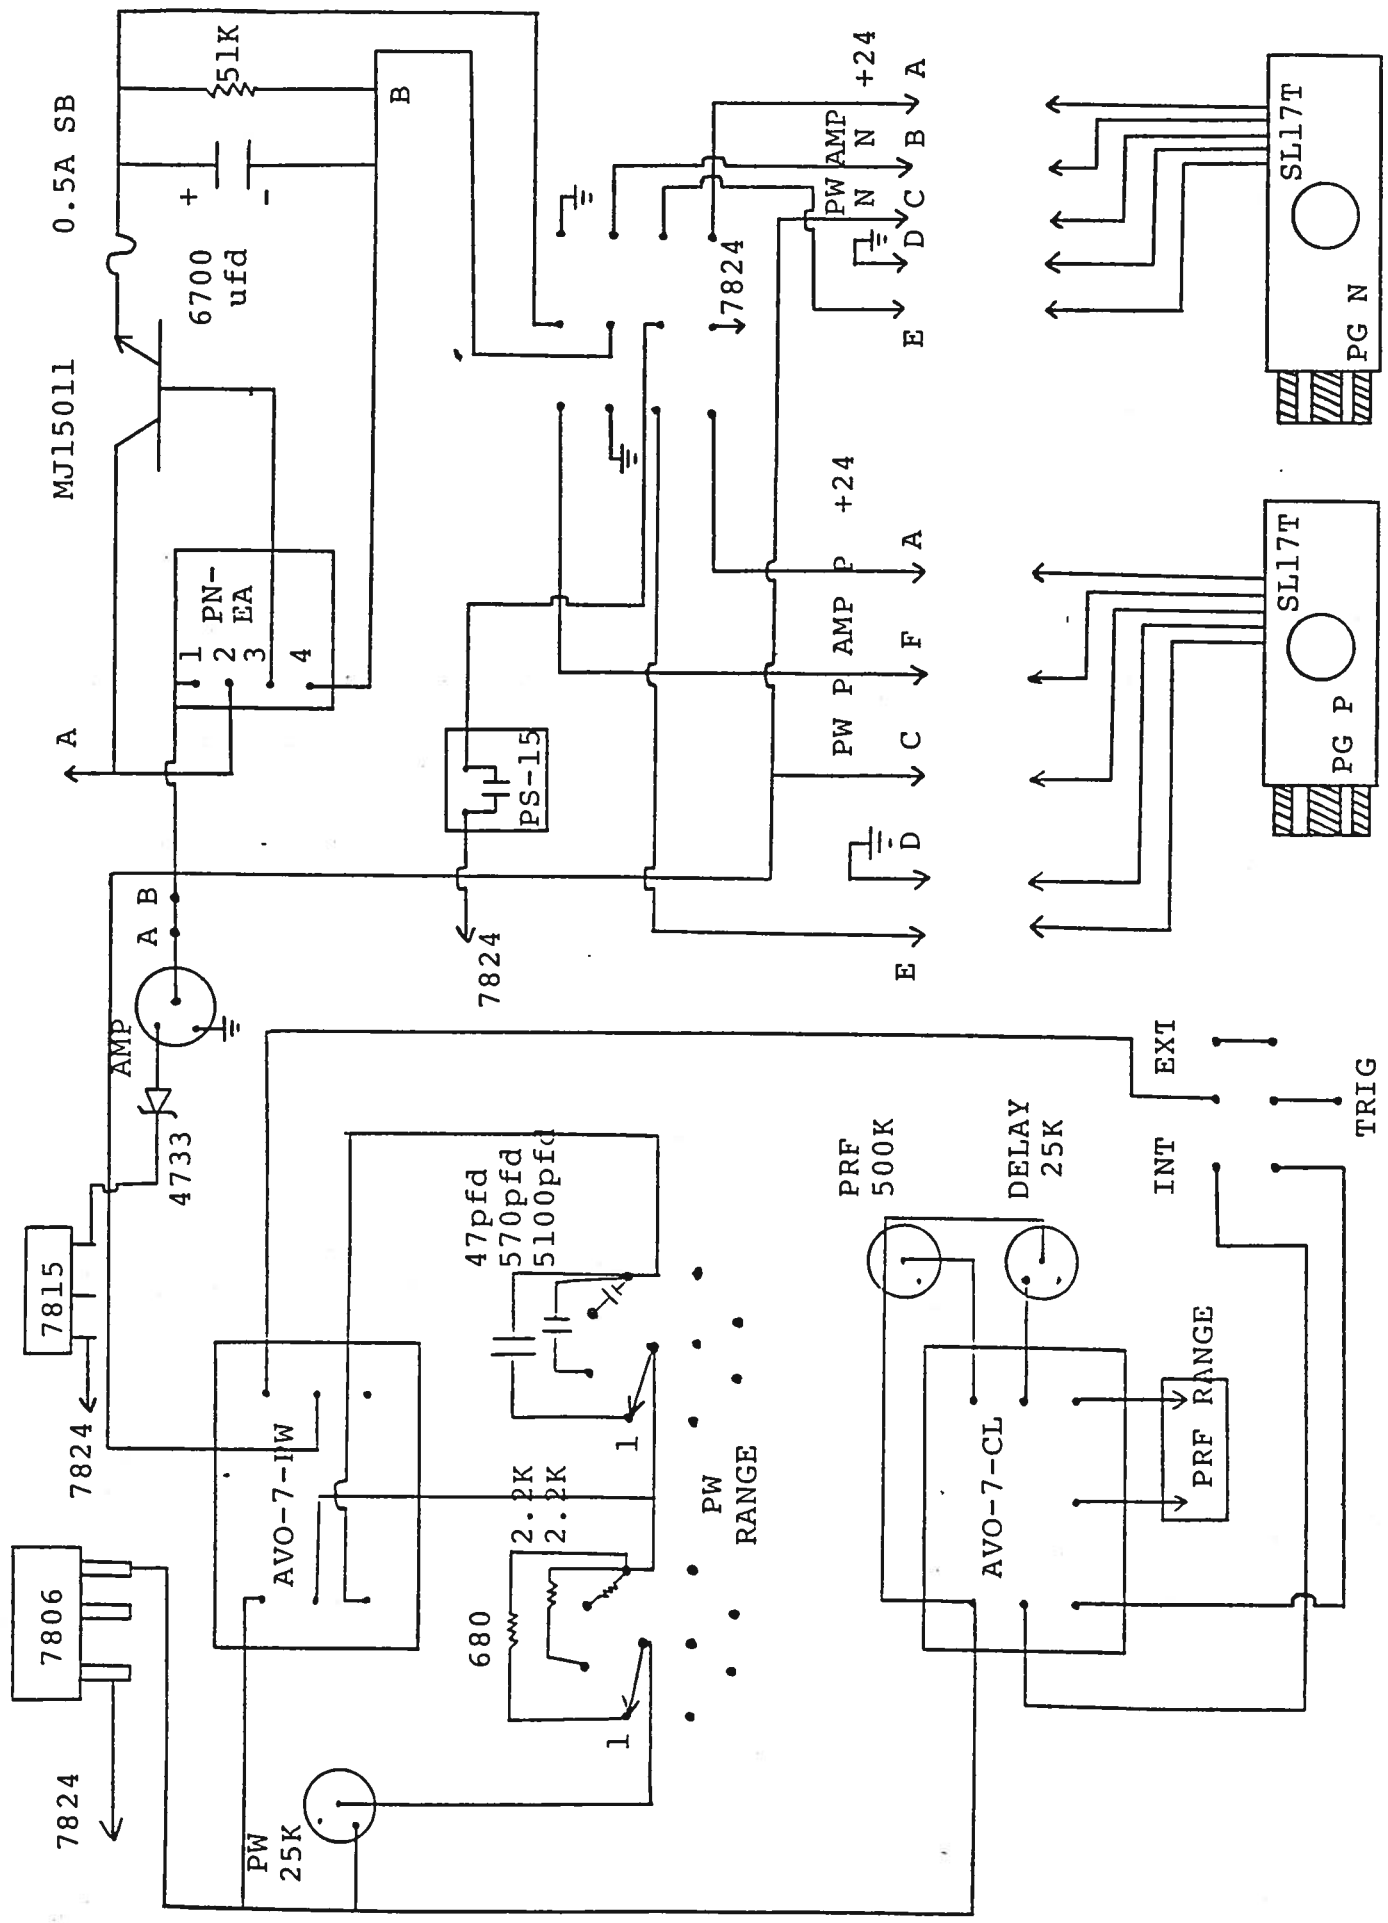 7824
7806
7824
7815
4733
AMP
A B
A
PW
25K
AVO-7-PW
1
2
3
4
PN-
EA
MJ15011
0.5A SB
6700
ufd
+
-
51K
B
680
2.2K
2.2K
47pfd
570pfd
5100pfd
1
1
PW
RANGE
7824
PS-15
7824
PW P AMP P +24
E D C F A
PW AMP
N N +24
E D C B A
AVO-7-CL
PRF
500K
DELAY
25K
PRF RANGE
INT EXT
TRIG
PG P
SL17T
PG N
SL17T